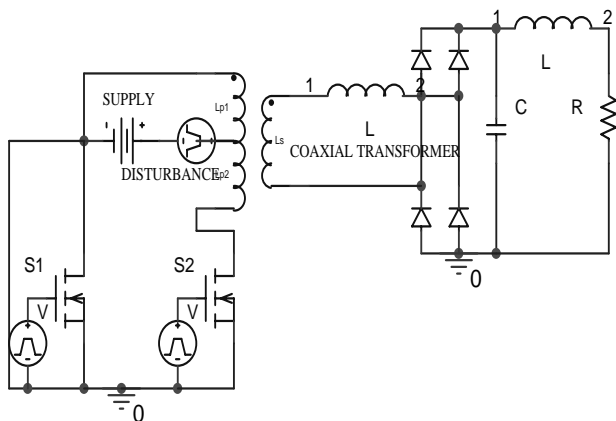 1
2
L
SUPPLY
Lp1
1
2
- +
Ls
L
C
R
COAXIAL TRANSFORMER
DISTURBANCE
Lp2
S1
S2
0
V
V
+
+
0